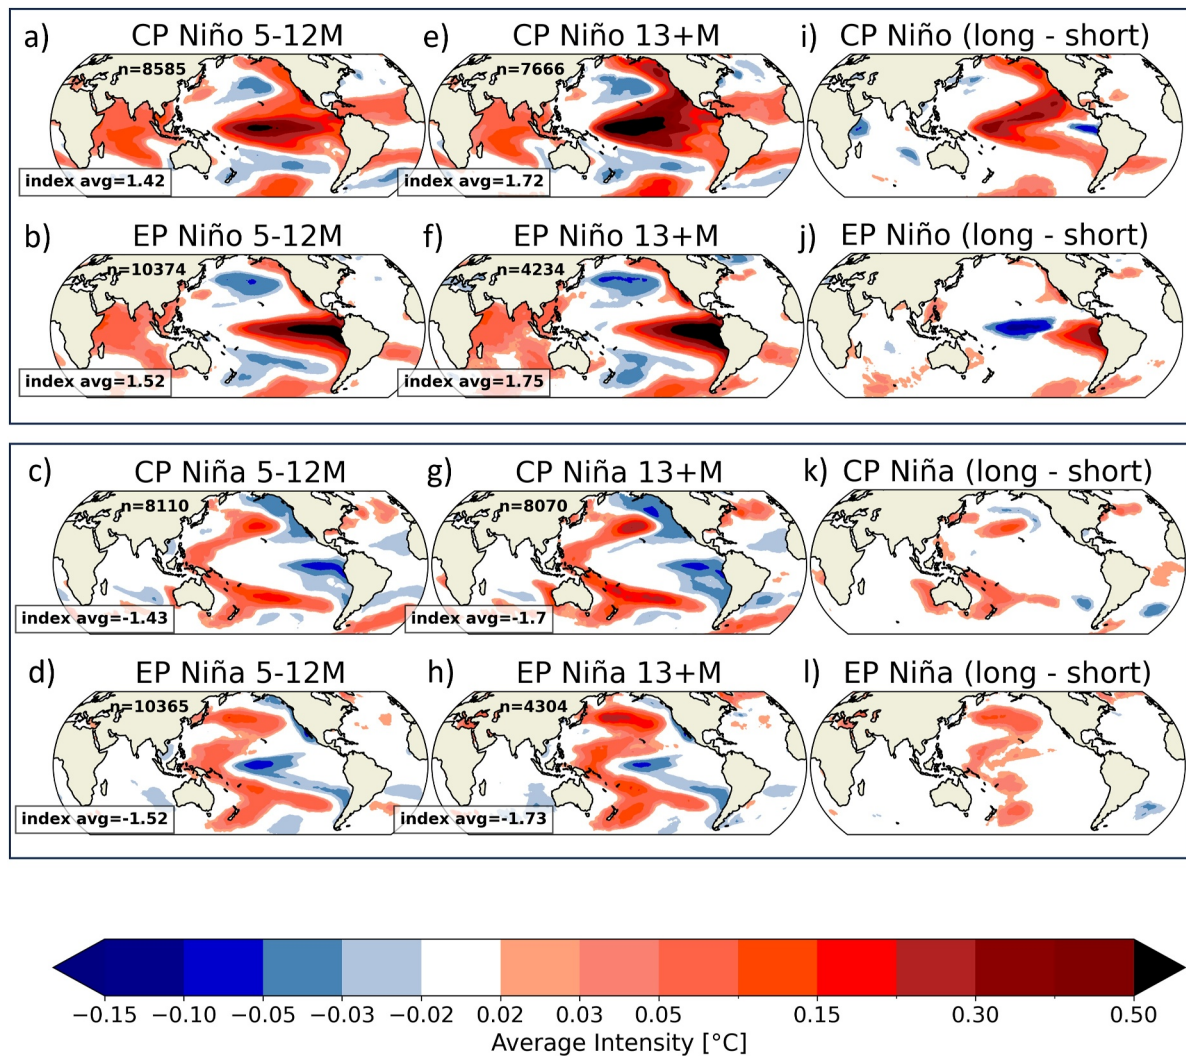 a) CP Niño 5-12M
n=8585
index avg=1.42
e) CP Niño 13+M
n=7666
index avg=1.72
i) CP Niño (long - short)
b) EP Niño 5-12M
n=10374
index avg=1.52
f) EP Niño 13+M
n=4234
index avg=1.75
j) EP Niño (long - short)
c) CP Niña 5-12M
n=8110
index avg=-1.43
g) CP Niña 13+M
n=8070
index avg=-1.7
k) CP Niña (long - short)
d) EP Niña 5-12M
n=10365
index avg=-1.52
h) EP Niña 13+M
n=4304
index avg=-1.73
l) EP Niña (long - short)
−0.15 −0.10 −0.05 −0.03 −0.02 0.02 0.03 0.05 0.15 0.30 0.50
Average Intensity [°C]